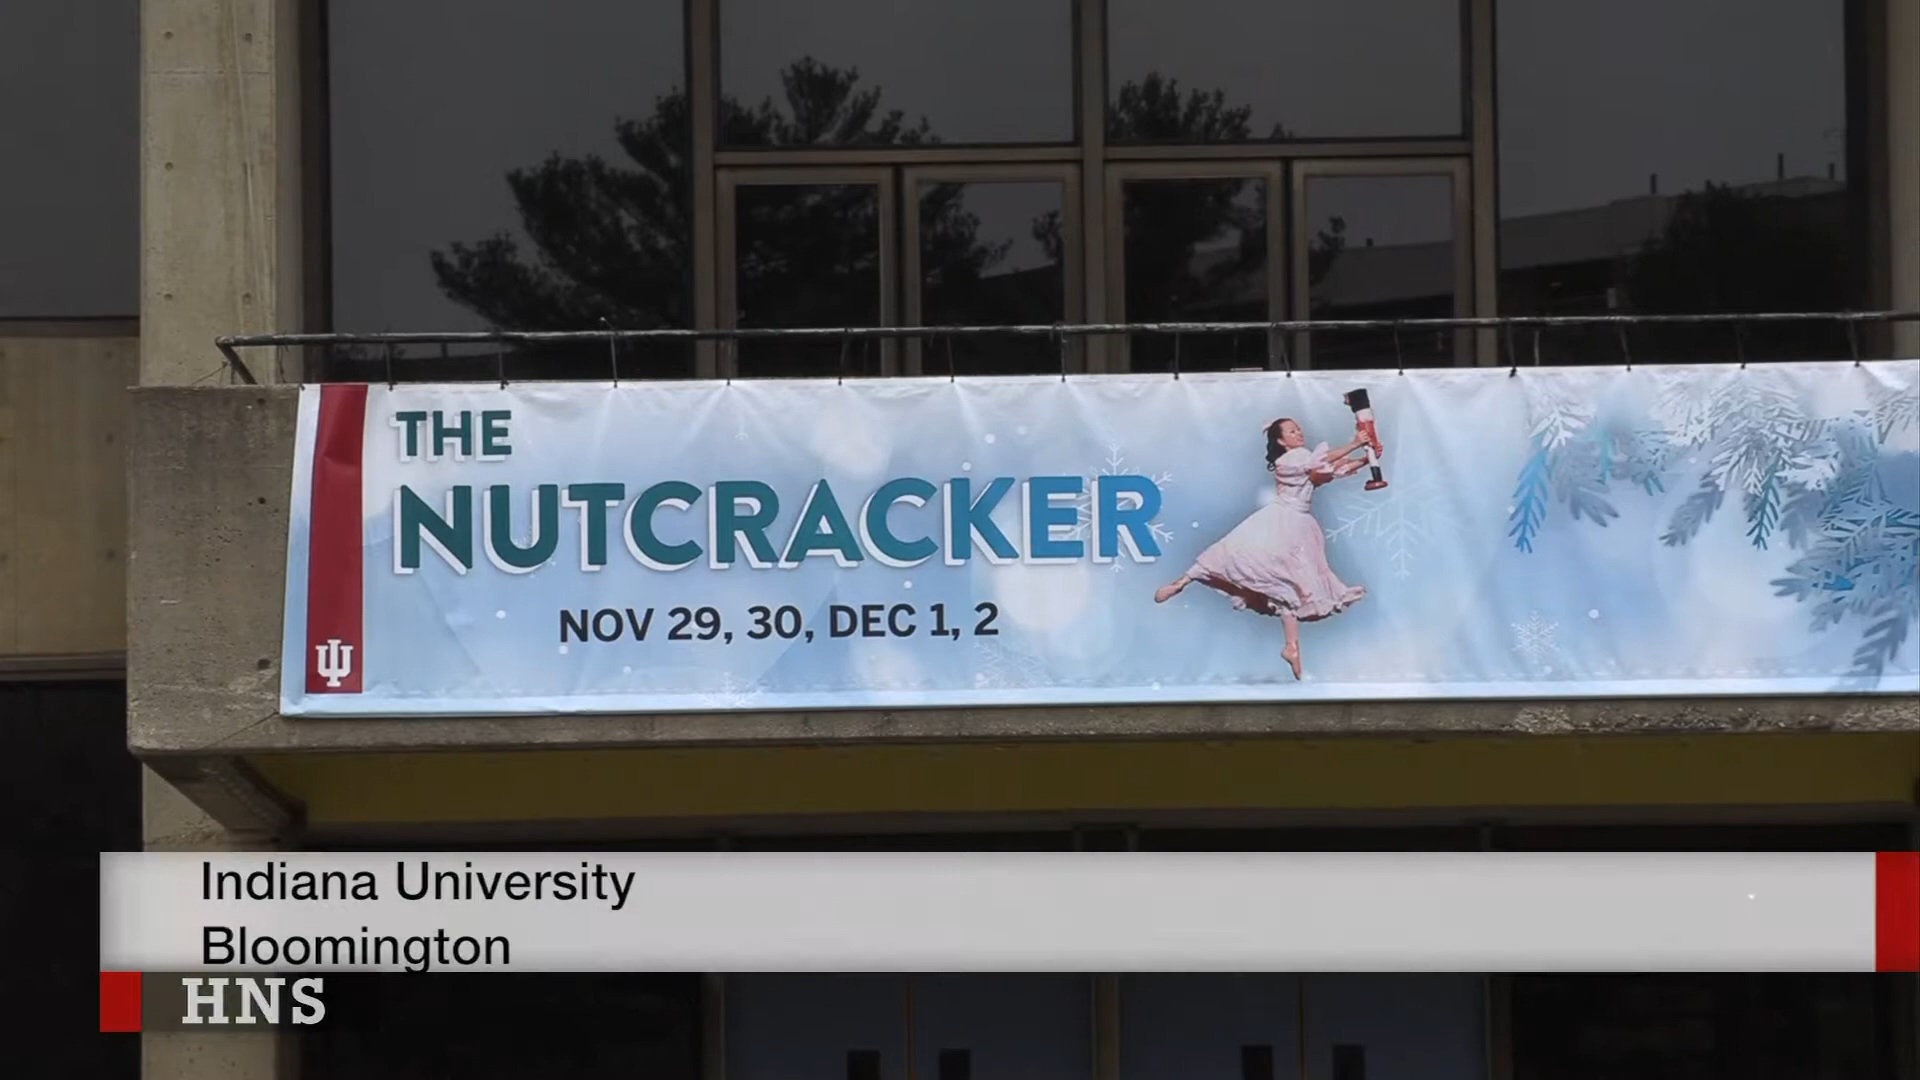 THE
NUTCRACKER
NOV 29, 30, DEC 1, 2
Indiana University
Bloomington
HNS